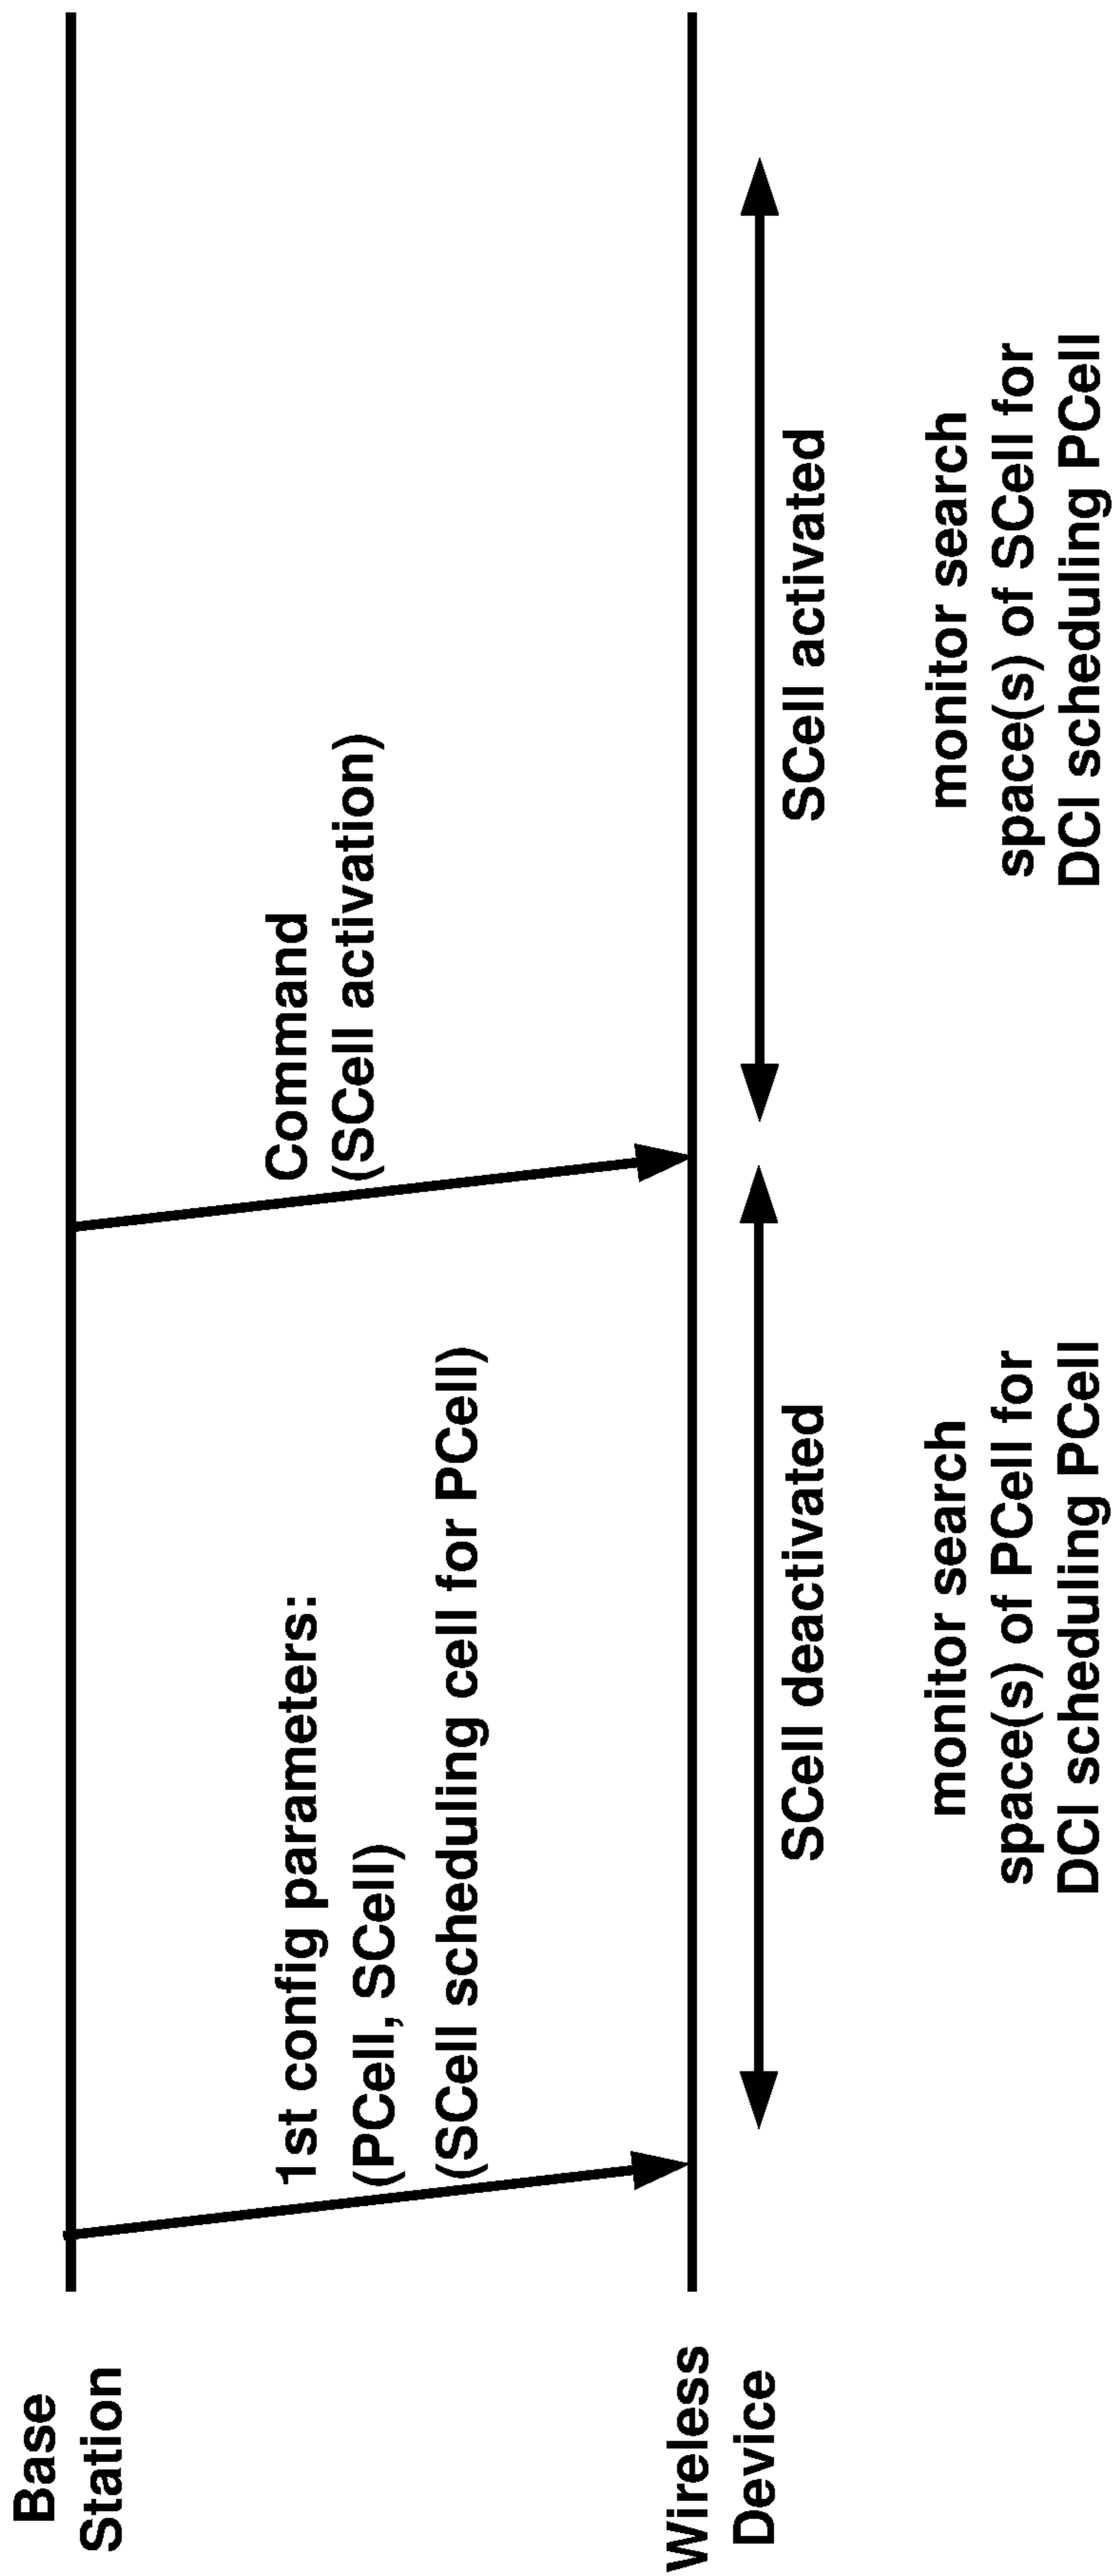 Base
Station
1st config parameters:
(PCell, SCell)
(SCell scheduling cell for PCell)
Command
(SCell activation)
Wireless
Device
SCell deactivated
SCell activated
monitor search
space(s) of PCell for
DCI scheduling PCell
monitor search
space(s) of SCell for
DCI scheduling PCell